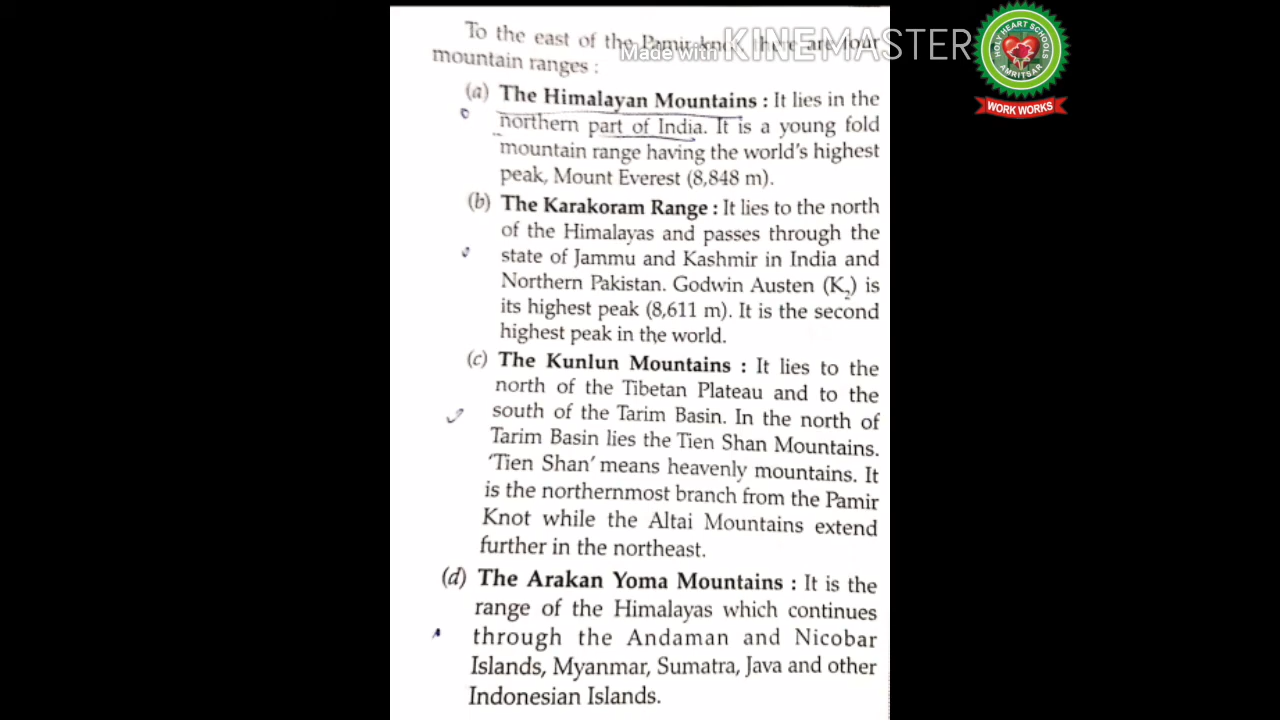 To the east of the Pamir knot there are four
mountain ranges :
Made with KINEMASTER
HOLY HEART SCHOOLS
AMRITSAR
WORK WORKS
(a) The Himalayan Mountains : It lies in the
northern part of India. It is a young fold
mountain range having the world's highest
peak, Mount Everest (8,848 m).
(b) The Karakoram Range : It lies to the north
of the Himalayas and passes through the
state of Jammu and Kashmir in India and
Northern Pakistan. Godwin Austen (K₂) is
its highest peak (8,611 m). It is the second
highest peak in the world.
(c) The Kunlun Mountains : It lies to the
north of the Tibetan Plateau and to the
south of the Tarim Basin. In the north of
Tarim Basin lies the Tien Shan Mountains.
'Tien Shan' means heavenly mountains. It
is the northernmost branch from the Pamir
Knot while the Altai Mountains extend
further in the northeast.
(d) The Arakan Yoma Mountains : It is the
range of the Himalayas which continues
through the Andaman and Nicobar
Islands, Myanmar, Sumatra, Java and other
Indonesian Islands.